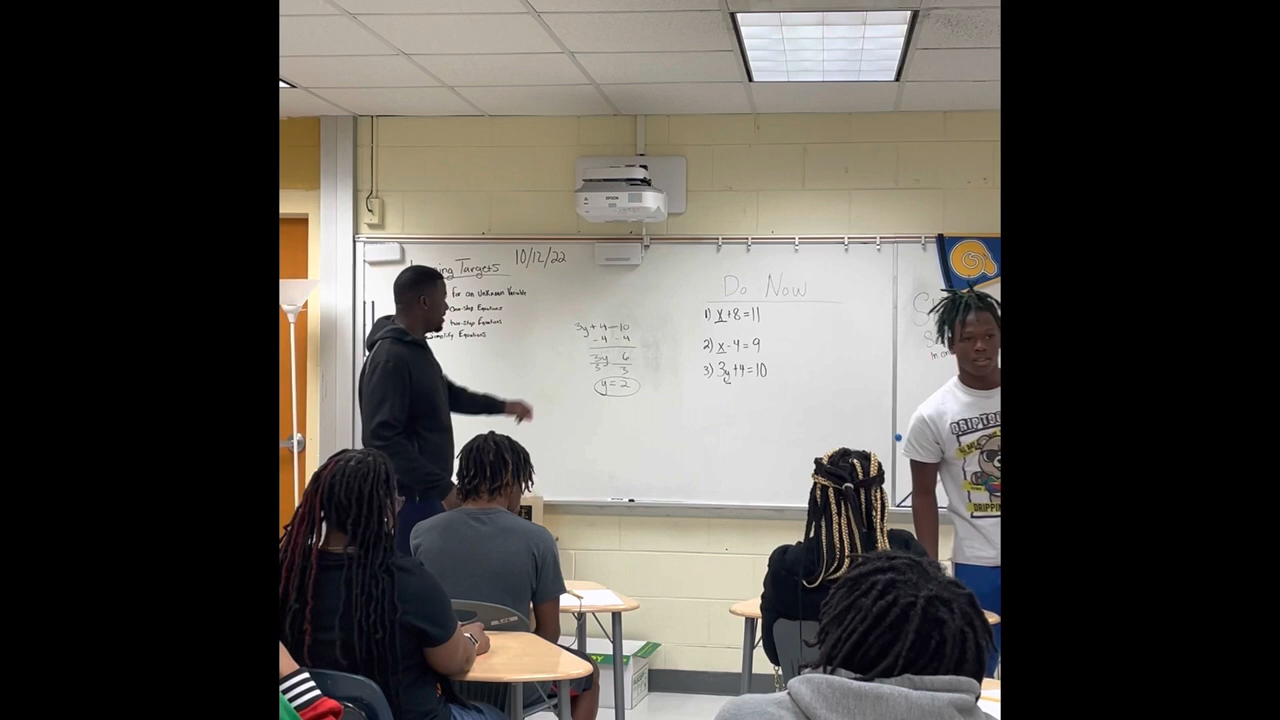 Targets 10/12/22
for an Unknown Variable
One-step Equations
two-step Equations
Simplify Equations
3y+4=10
-4 -4
3y 6
3 3
y=2
Do Now
1) x+8=11
2) x-4=9
3) 3y+4=10
EPSON
DRIPPIN